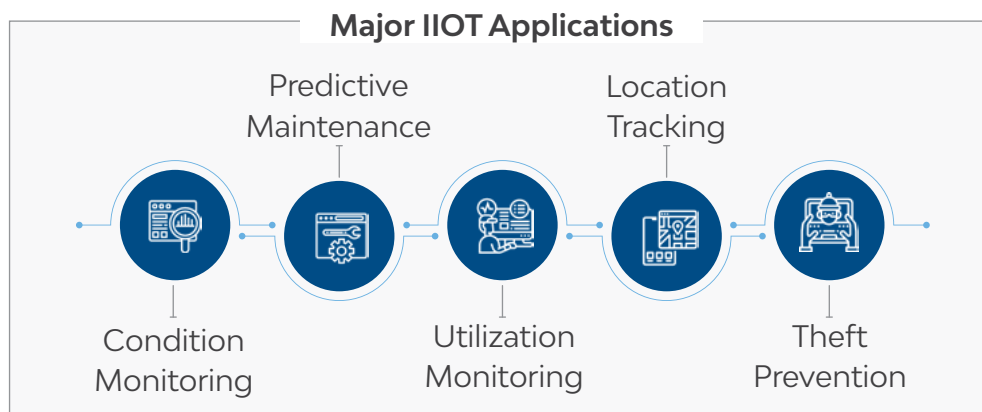 Major IIOT Applications
Predictive
Maintenance
Location
Tracking
Condition
Monitoring
Utilization
Monitoring
Theft
Prevention